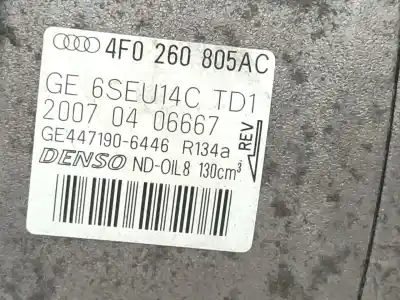 4F0 260 805AC
GE 6SEU14C TD1
2007 04 06667
GE447190-6446 R134a
DENSO ND-OIL8 130cm³
REV